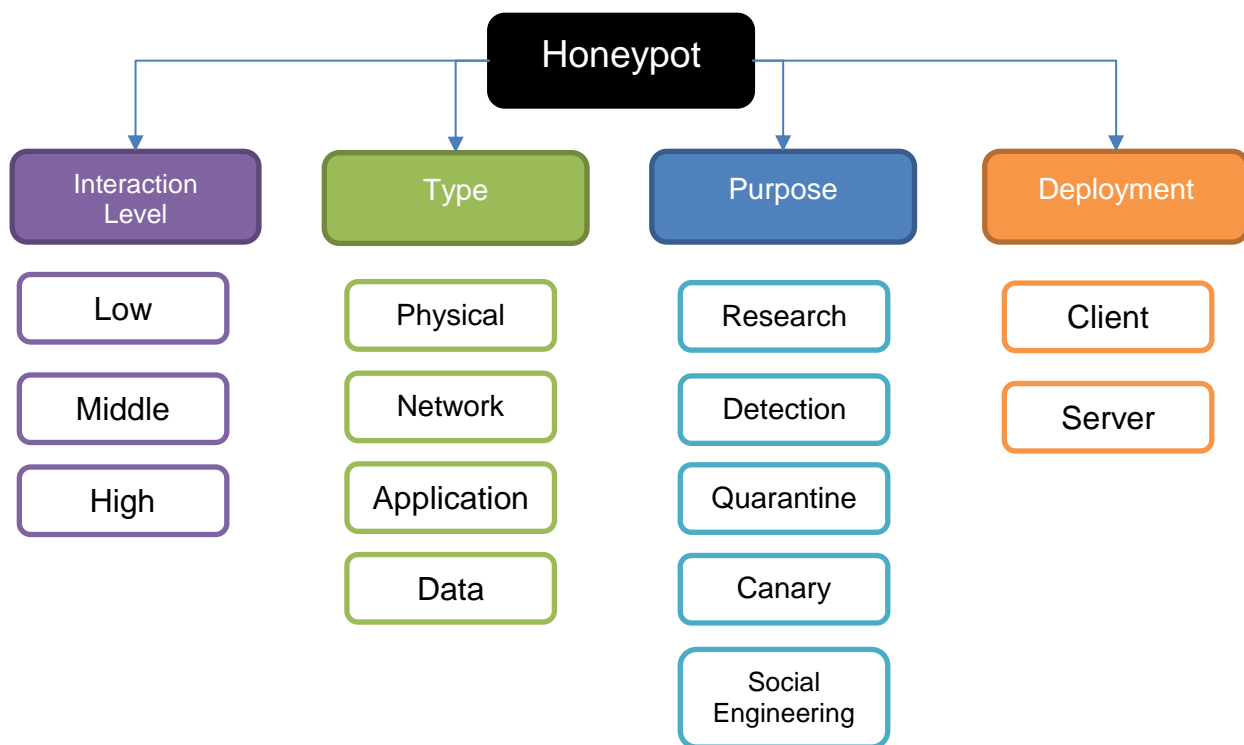 Honeypot
Interaction
Level
Type
Purpose
Deployment
Low
Middle
High
Physical
Network
Application
Data
Research
Detection
Quarantine
Canary
Social
Engineering
Client
Server